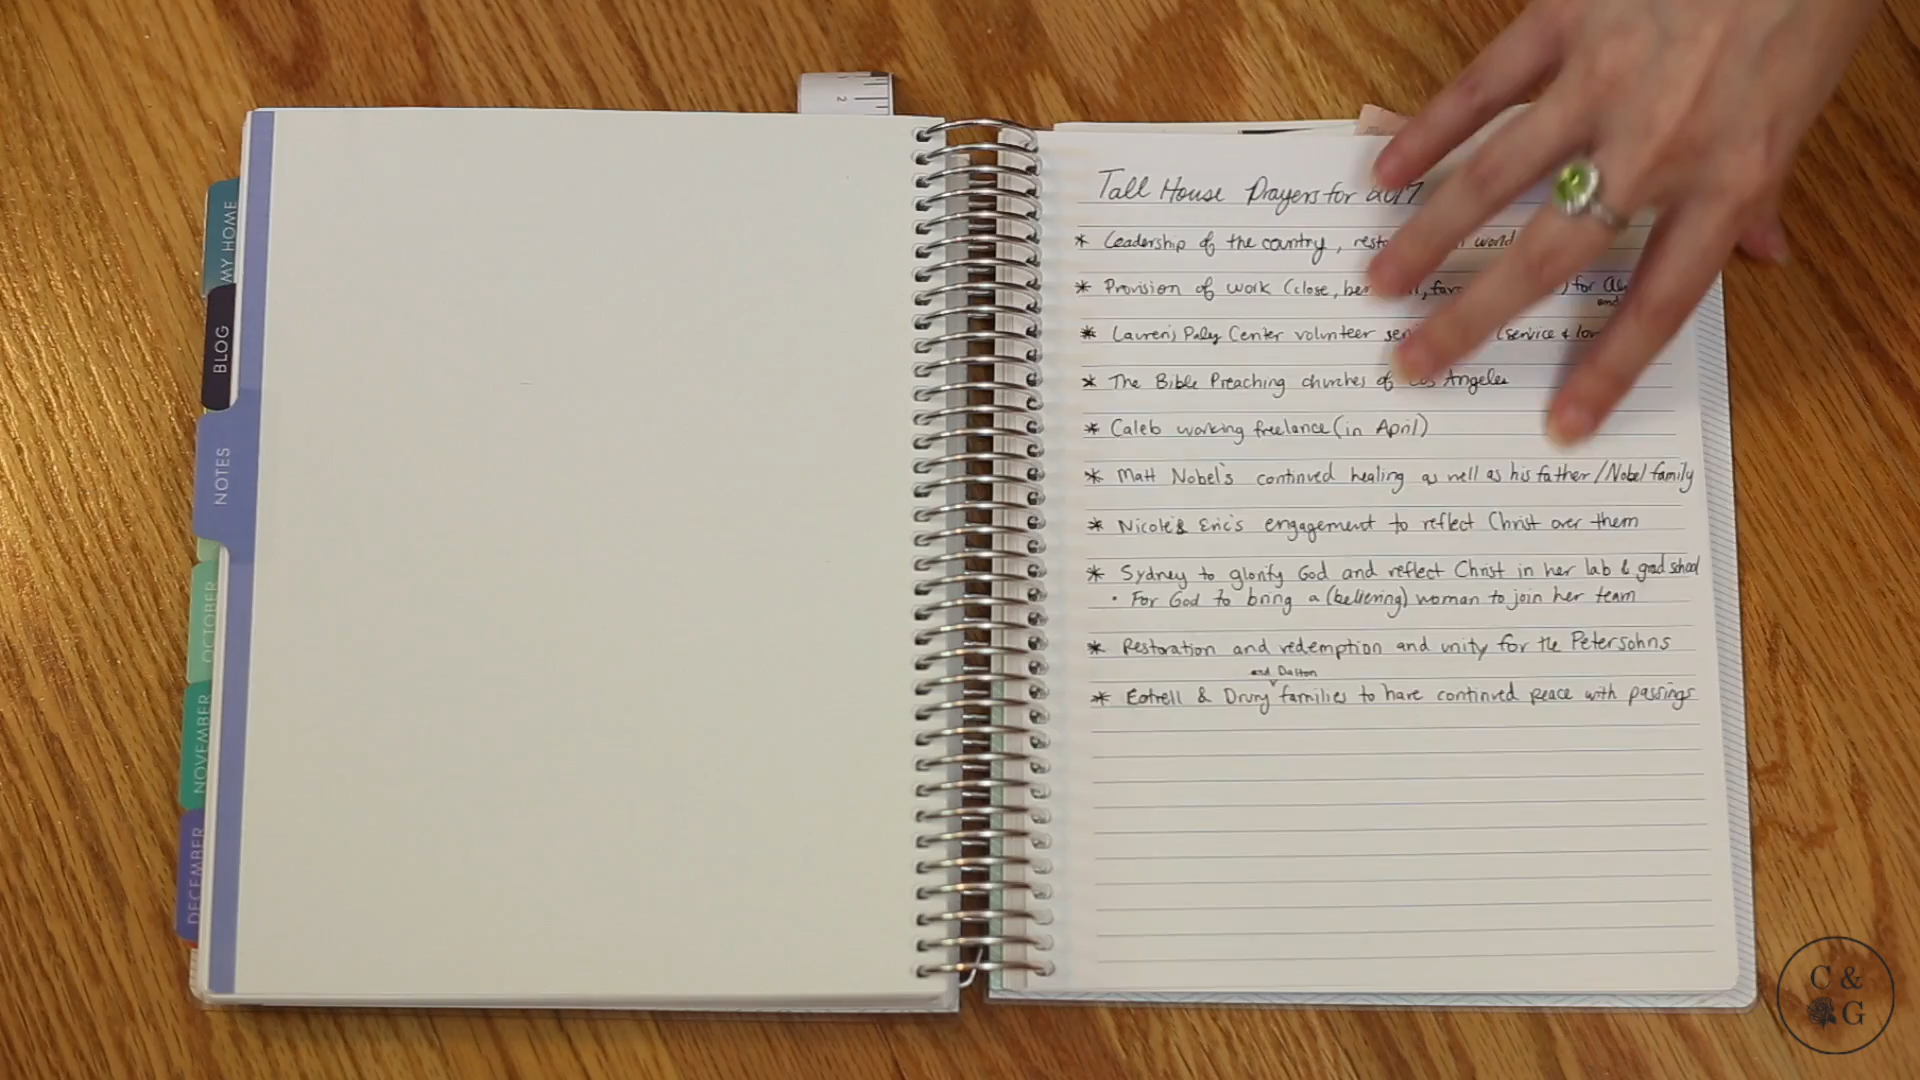 2
MY HOME
BLOG
NOTES
OCTOBER
NOVEMBER
DECEMBER
Tall House Prayers for 2017
* Leadership of the country, world
* Provision of work (close, ) for
and
* Lauren's Paley Center volunteer (service &
* The Bible Preaching churches of Los Angeles
* Caleb working freelance (in April)
* Matt Nobel's continued healing as well as his father/Nobel family
* Nicole & Eric's engagement to reflect Christ over them
* Sydney to glorify God and reflect Christ in her lab & grad school
• For God to bring a (believing) woman to join her team
* Restoration and redemption and unity for the Petersohns
and Dalton
* & Drury families to have continued peace with passings
C &
G